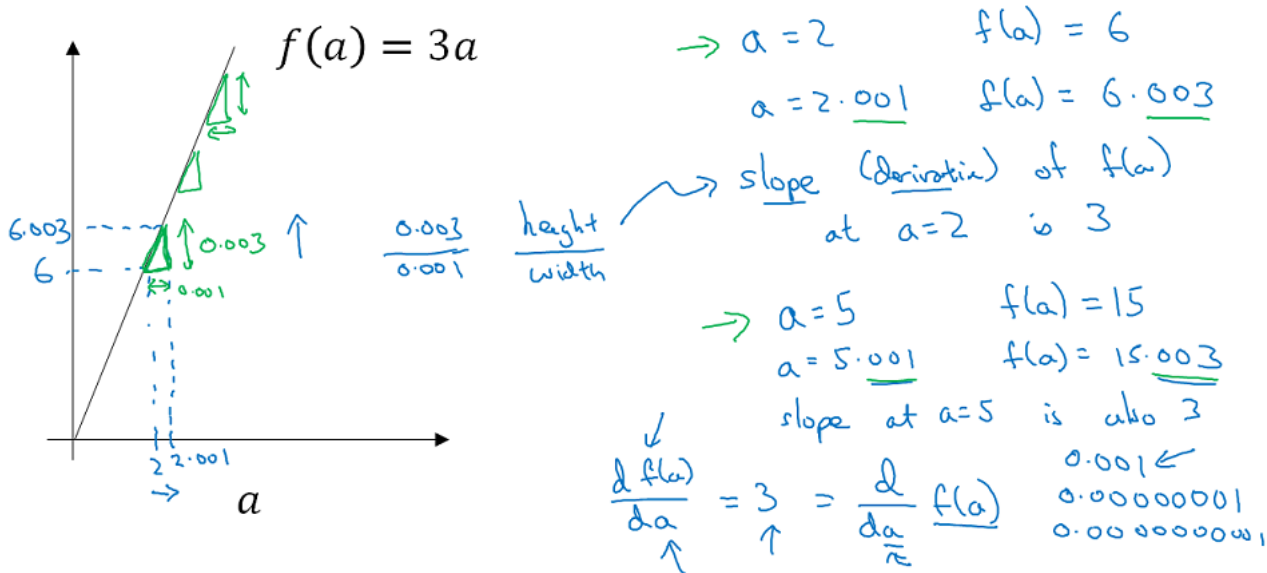 f(a) = 3a
6.003
6
0.003
0.001
2
2.001
a
0.003
0.001
height
width
a = 2 f(a) = 6
a = 2.001 f(a) = 6.003
slope (derivative) of f(a)
at a=2 is 3
a = 5 f(a) = 15
a = 5.001 f(a) = 15.003
slope at a=5 is also 3
d f(a)
da
= 3 =
d
da
f(a)
0.001
0.00000001
0.0000000001